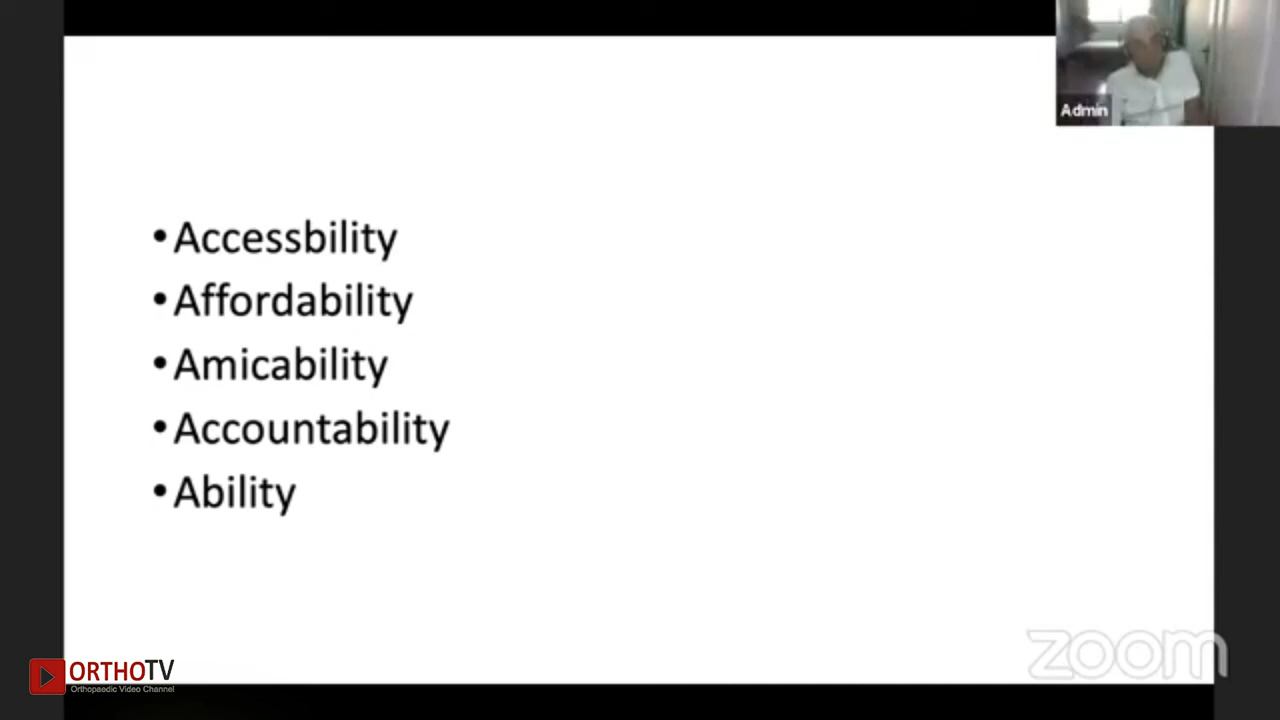 Admin
•Accessbility
•Affordability
•Amicability
•Accountability
•Ability
ORTHOTV
Orthopaedic Video Channel
zoom